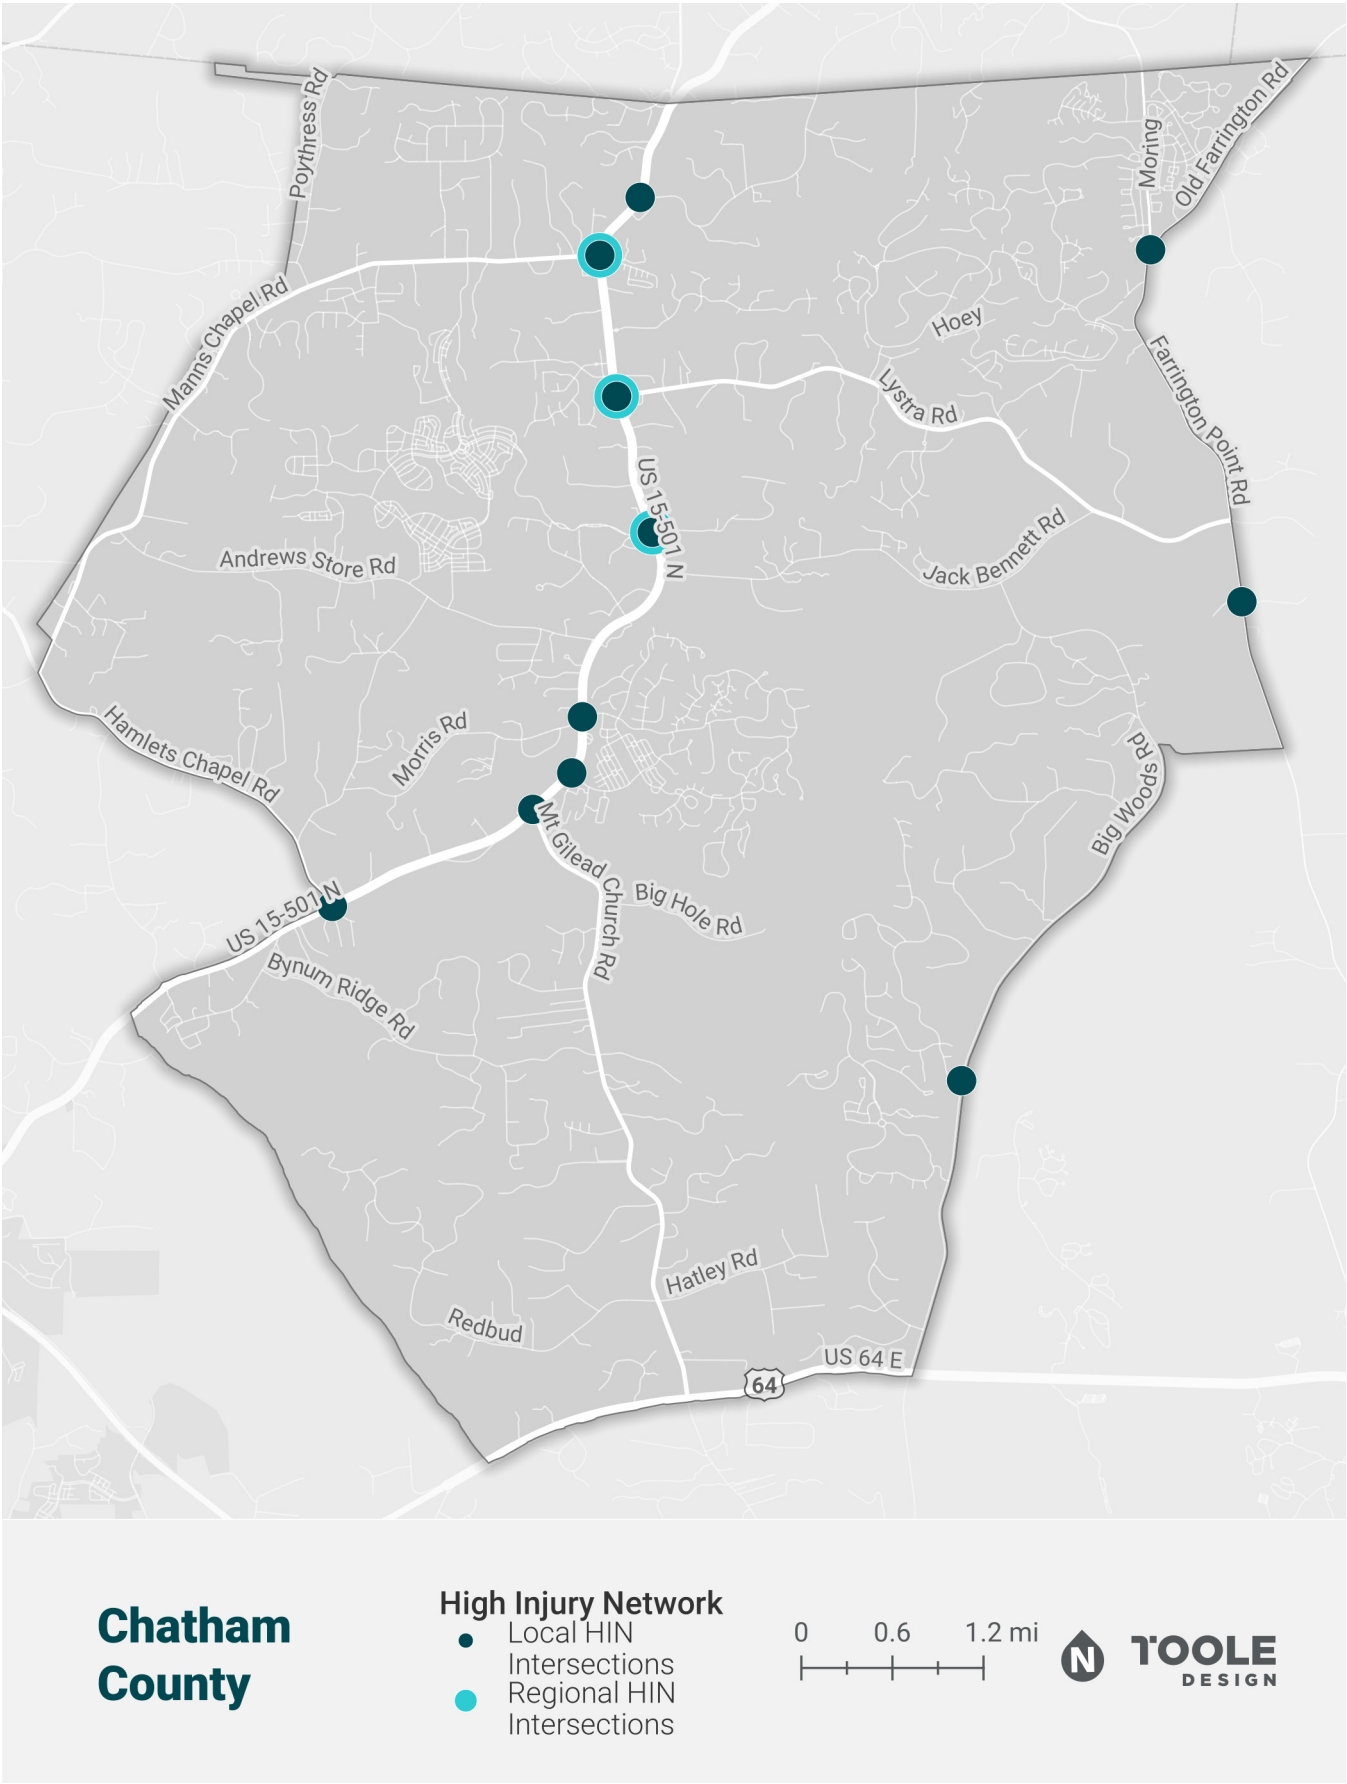 Poythress Rd
Moring
Old Farrington Rd
Manns Chapel Rd
Hoey
Farrington Point Rd
Lystra Rd
US 15-501 N
Andrews Store Rd
Jack Bennett Rd
Hamlets Chapel Rd
Morris Rd
Big Woods Rd
Mt Gilead Church Rd
Big Hole Rd
US 15-501 N
Bynum Ridge Rd
Hatley Rd
Redbud
US 64 E
64
Chatham
County
High Injury Network
Local HIN
Intersections
Regional HIN
Intersections
0 0.6 1.2 mi
N
TOOLE
DESIGN